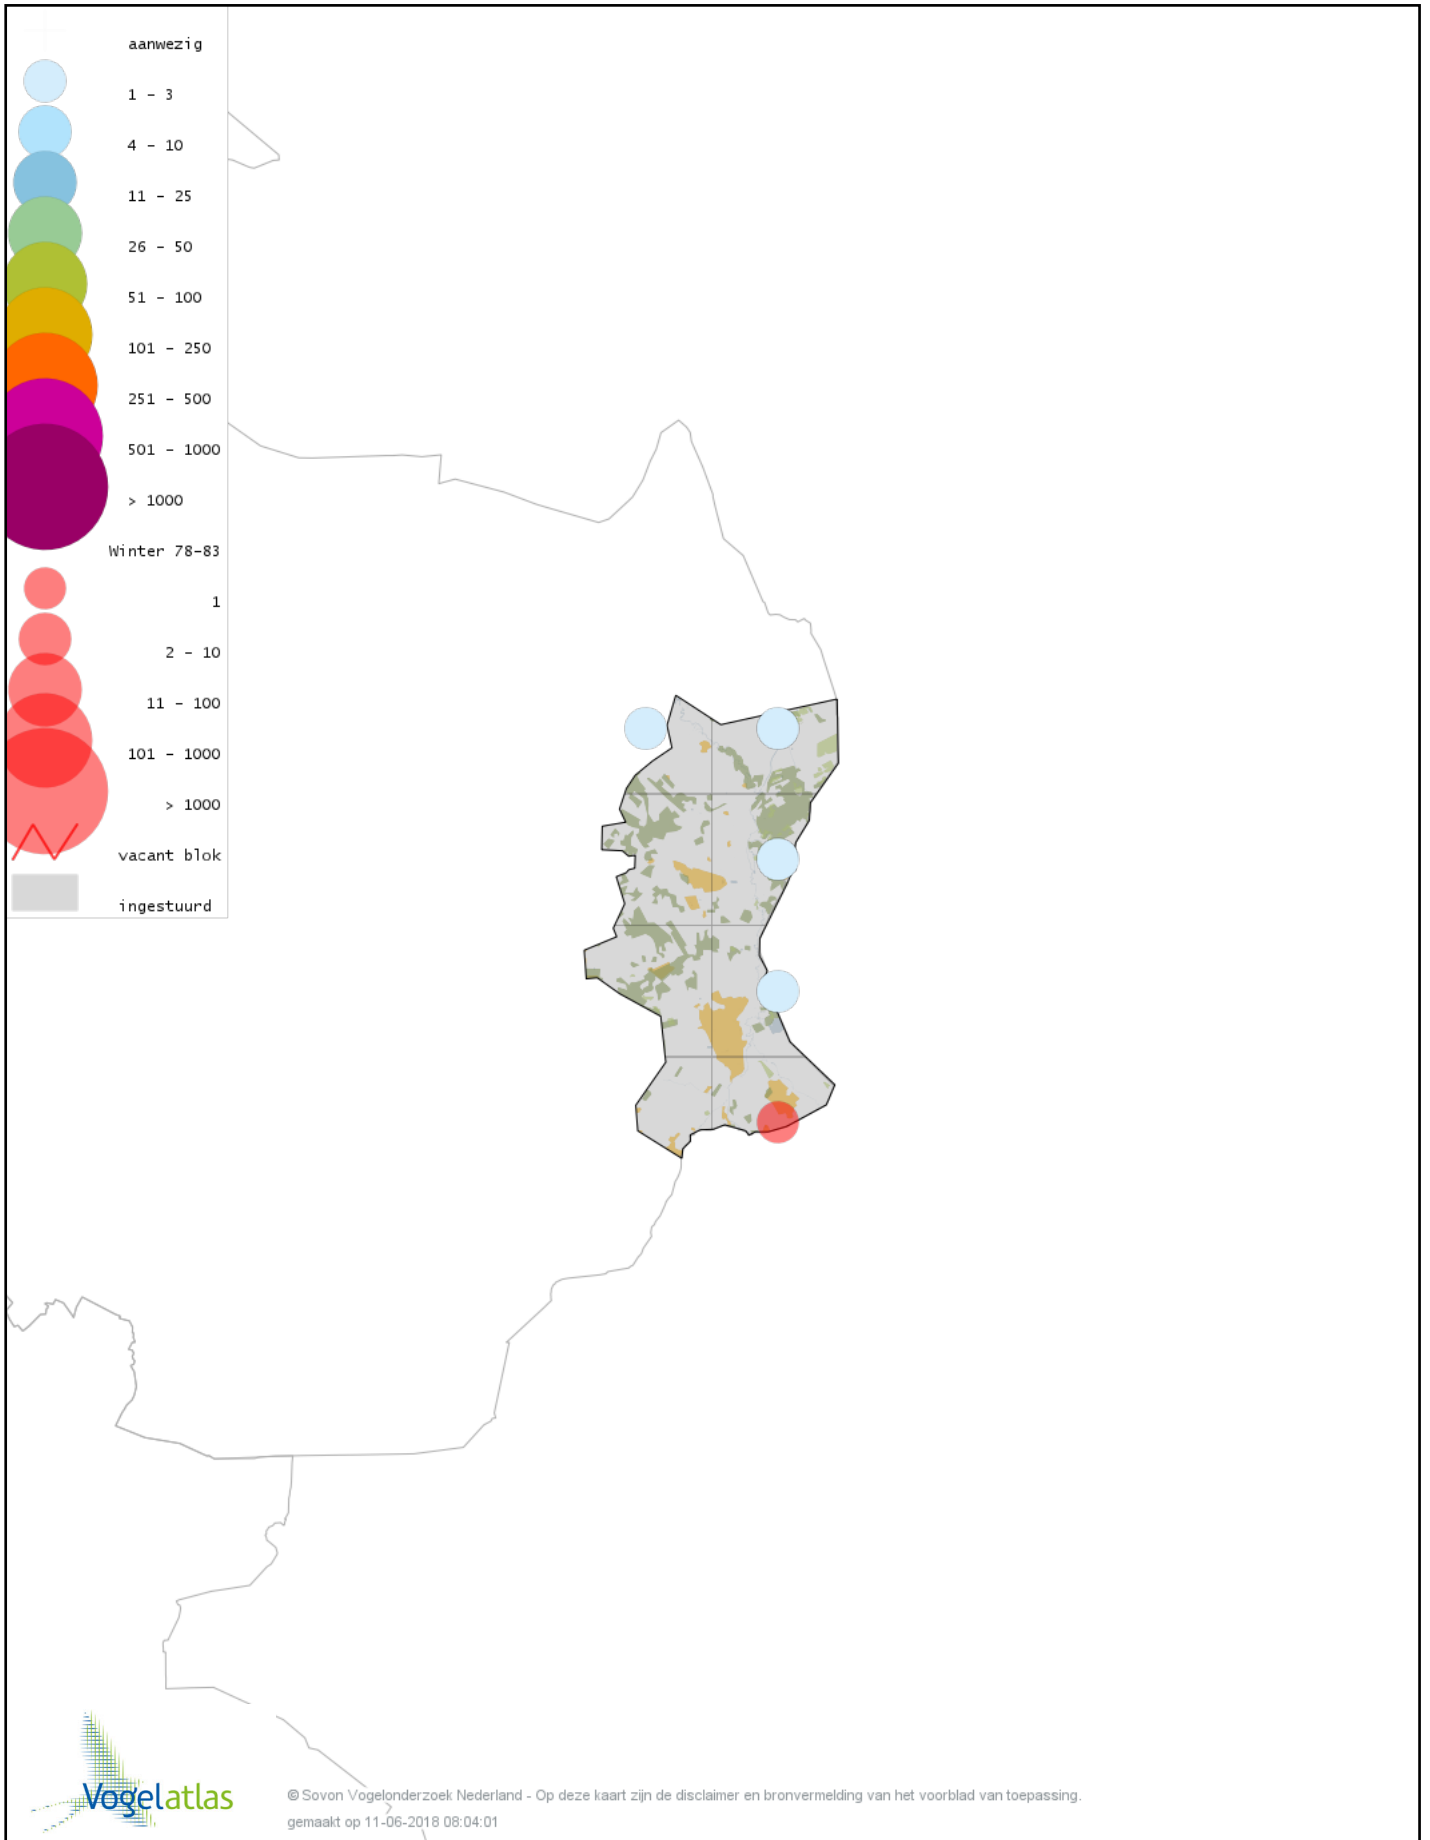 aanwezig
1 - 3
4 - 10
11 - 25
26 - 50
51 - 100
101 - 250
251 - 500
501 - 1000
> 1000
Winter 78-83
1
2 - 10
11 - 100
101 - 1000
> 1000
vacant blok
ingestuurd
Vogelatlas
© Sovon Vogelonderzoek Nederland - Op deze kaart zijn de disclaimer en bronvermelding van het voorblad van toepassing.
gemaakt op 11-06-2018 08:04:01